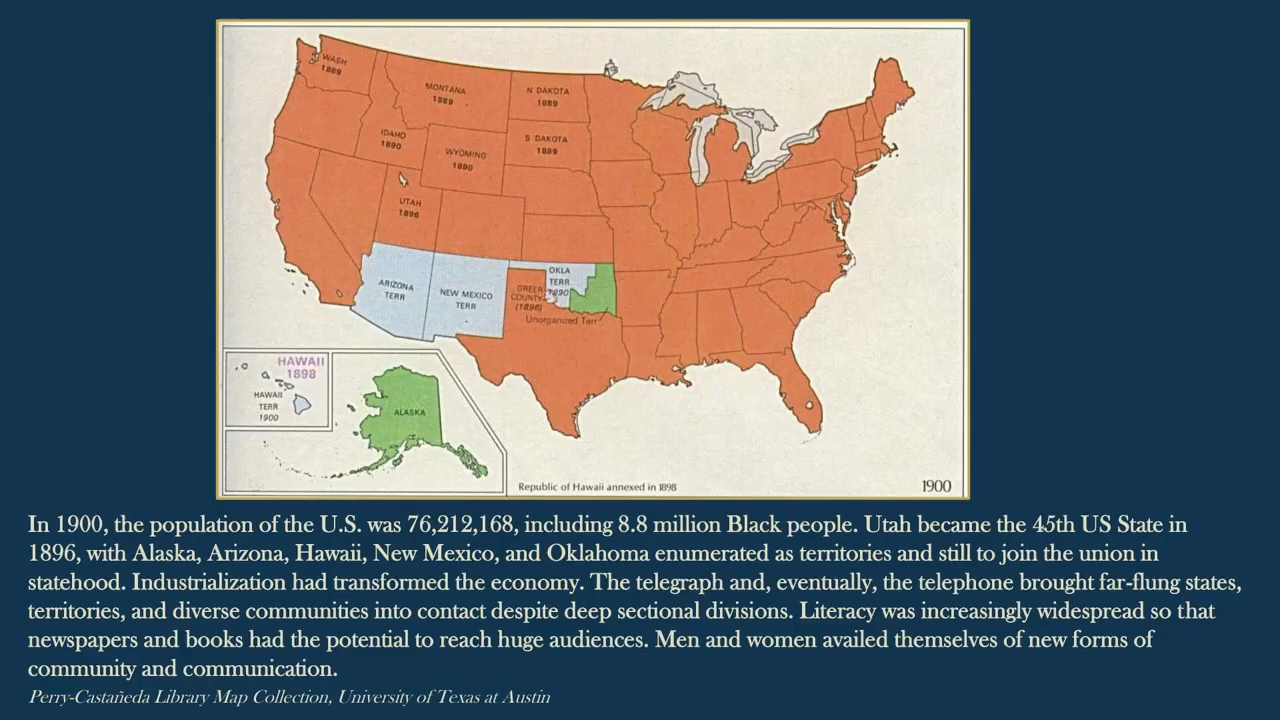 WASH
1889
MONTANA
1889
N DAKOTA
1889
S DAKOTA
1889
IDAHO
1890
WYOMING
1890
UTAH
1896
ARIZONA
TERR
NEW MEXICO
TERR
OKLA
TERR
1890
GREER
COUNTY
(1896)
Unorganized Terr
HAWAII
1898
HAWAII
TERR
1900
ALASKA
Republic of Hawaii annexed in 1898
1900
In 1900, the population of the U.S. was 76,212,168, including 8.8 million Black people. Utah became the 45th US State in
1896, with Alaska, Arizona, Hawaii, New Mexico, and Oklahoma enumerated as territories and still to join the union in
statehood. Industrialization had transformed the economy. The telegraph and, eventually, the telephone brought far-flung states,
territories, and diverse communities into contact despite deep sectional divisions. Literacy was increasingly widespread so that
newspapers and books had the potential to reach huge audiences. Men and women availed themselves of new forms of
community and communication.
Perry-Castañeda Library Map Collection, University of Texas at Austin